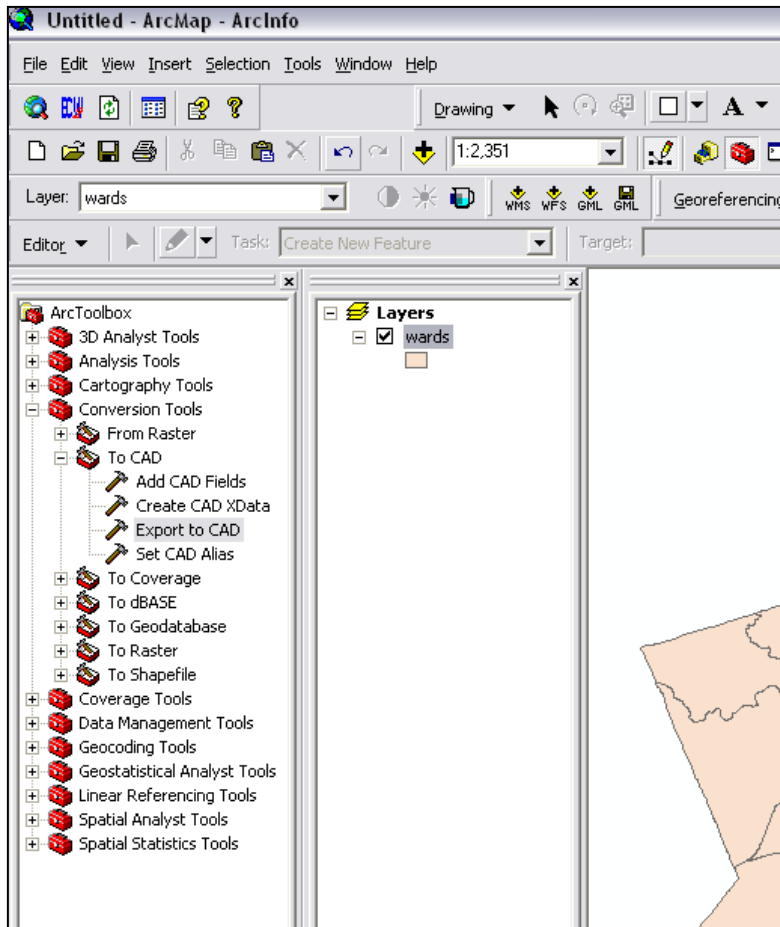 Untitled - ArcMap - ArcInfo
File Edit View Insert Selection Tools Window Help
ECW
Drawing
A
1:2,351
Layer: wards
WMS WFS GML GML
Georeferencing
Editor
Task: Create New Feature
Target:
ArcToolbox
3D Analyst Tools
Analysis Tools
Cartography Tools
Conversion Tools
From Raster
To CAD
Add CAD Fields
Create CAD XData
Export to CAD
Set CAD Alias
To Coverage
To dBASE
To Geodatabase
To Raster
To Shapefile
Coverage Tools
Data Management Tools
Geocoding Tools
Geostatistical Analyst Tools
Linear Referencing Tools
Spatial Analyst Tools
Spatial Statistics Tools
Layers
wards